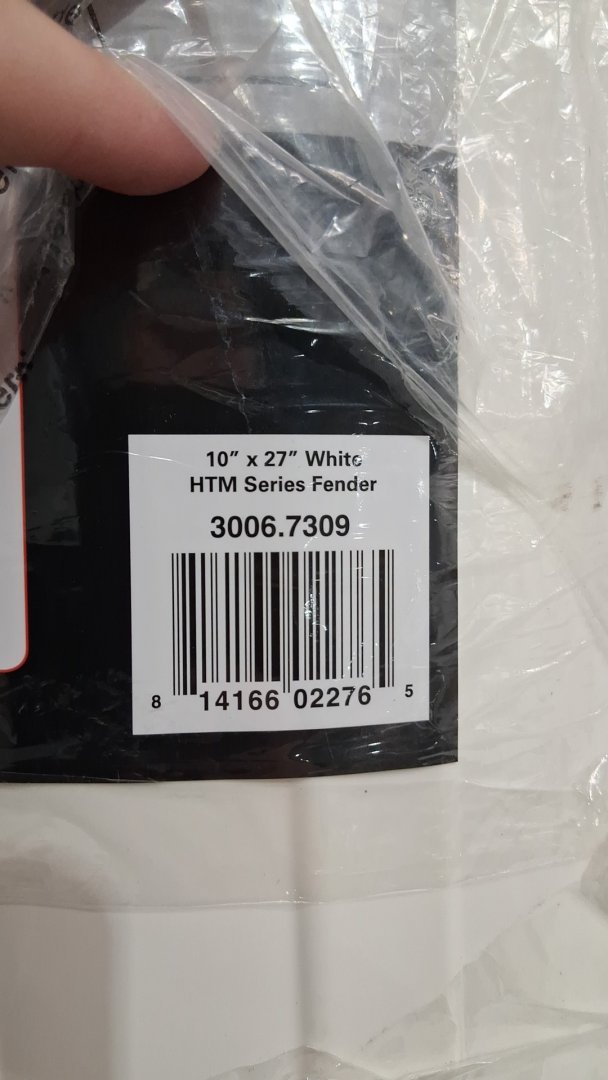 10” x 27” White
HTM Series Fender
3006.7309
8 14166 02276 5